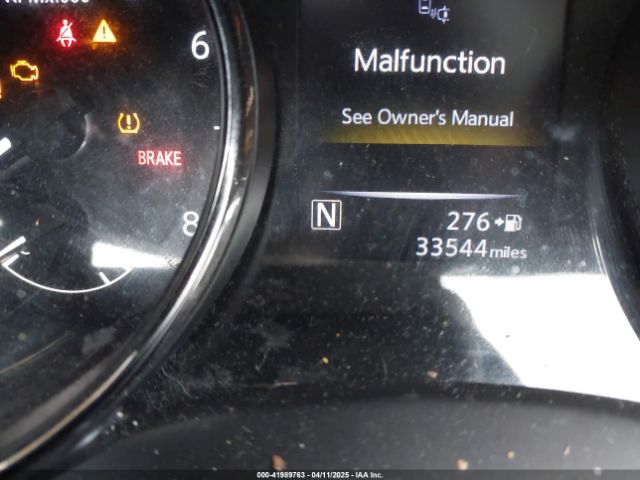 6
Malfunction
See Owner's Manual
BRAKE
N
276
8
33544 miles
000-41989763 - 04/11/2025 - IAA Inc.